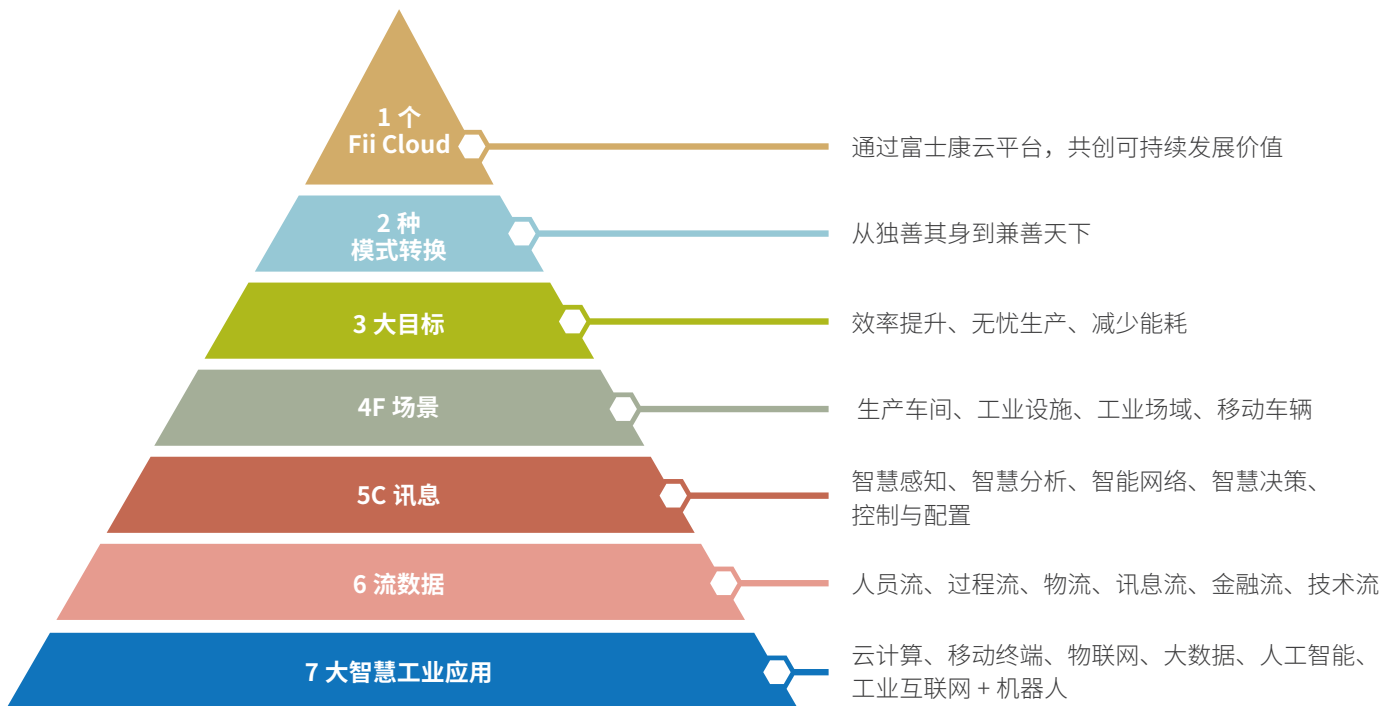 1 个
Fii Cloud
通过富士康云平台，共创可持续发展价值
2 种
模式转换
从独善其身到兼善天下
3 大目标
效率提升、无忧生产、减少能耗
4F 场景
生产车间、工业设施、工业场域、移动车辆
5C 讯息
智慧感知、智慧分析、智能网络、智慧决策、
控制与配置
6 流数据
人员流、过程流、物流、讯息流、金融流、技术流
7 大智慧工业应用
云计算、移动终端、物联网、大数据、人工智能、
工业互联网 + 机器人